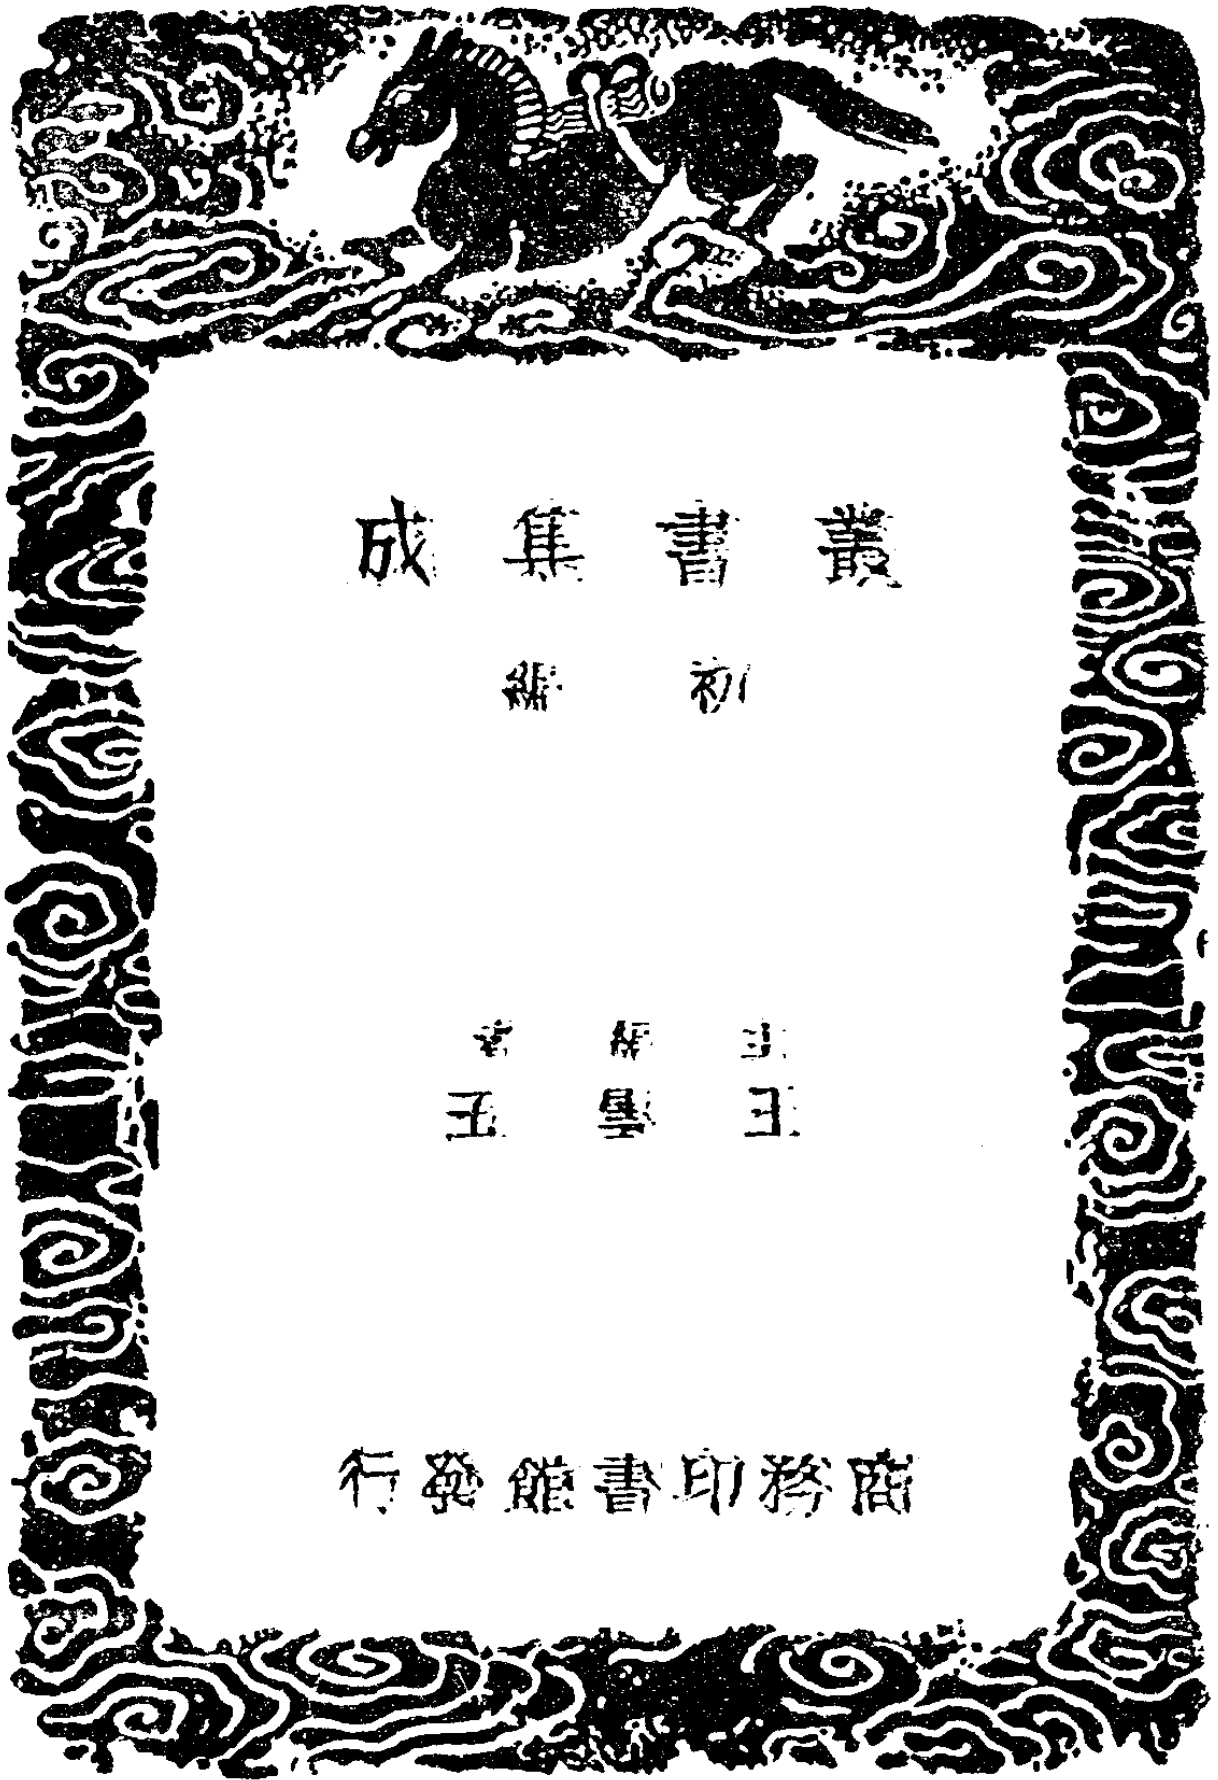 叢書集成
初編
主編者
王雲五
商務印書館發行